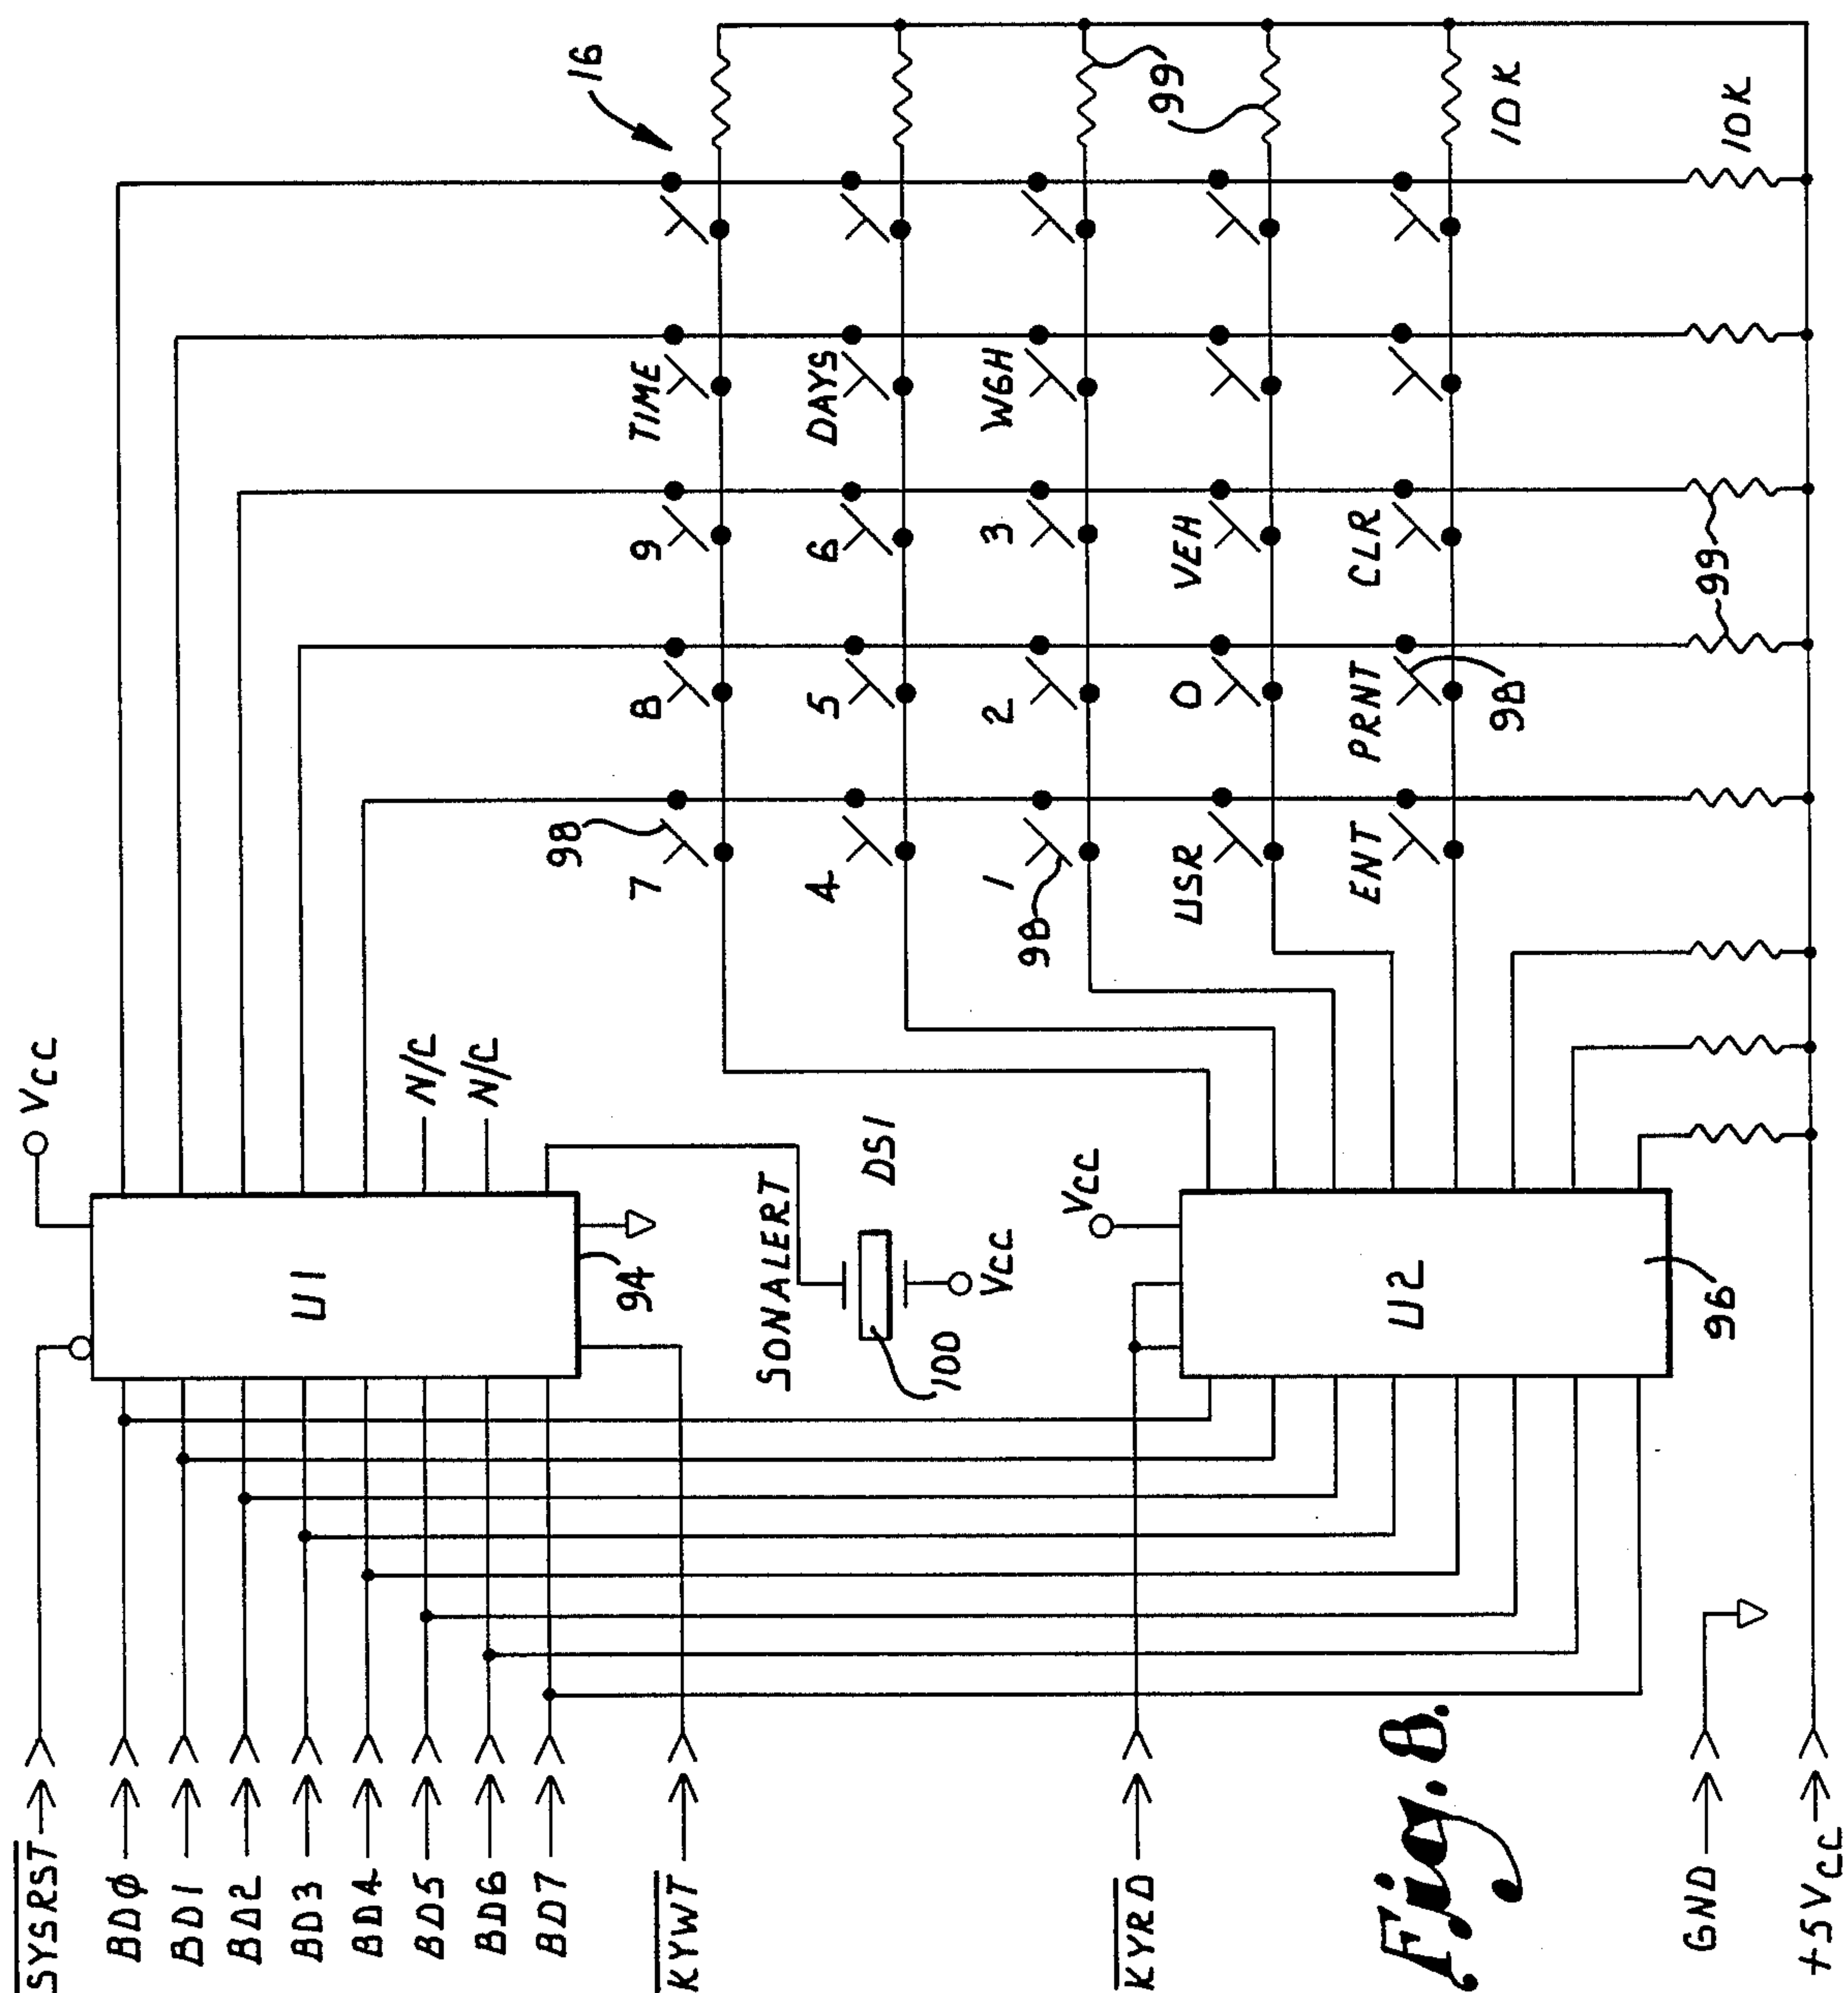 SYSRST
BDØ
BD1
BD2
BD3
BD4
BD5
BD6
BD7
KYWT
KYRD
GND
+5VCC
VCC
U1
94
N/C
N/C
SONALERT
DS1
100
VCC
VCC
U2
96
16
7
8
9
TIME
4
5
6
DAYS
1
2
3
WGH
USR
0
VEH
ENT
PRNT
CLR
98
98
98
99
99
10K
10K
Fig. 8.